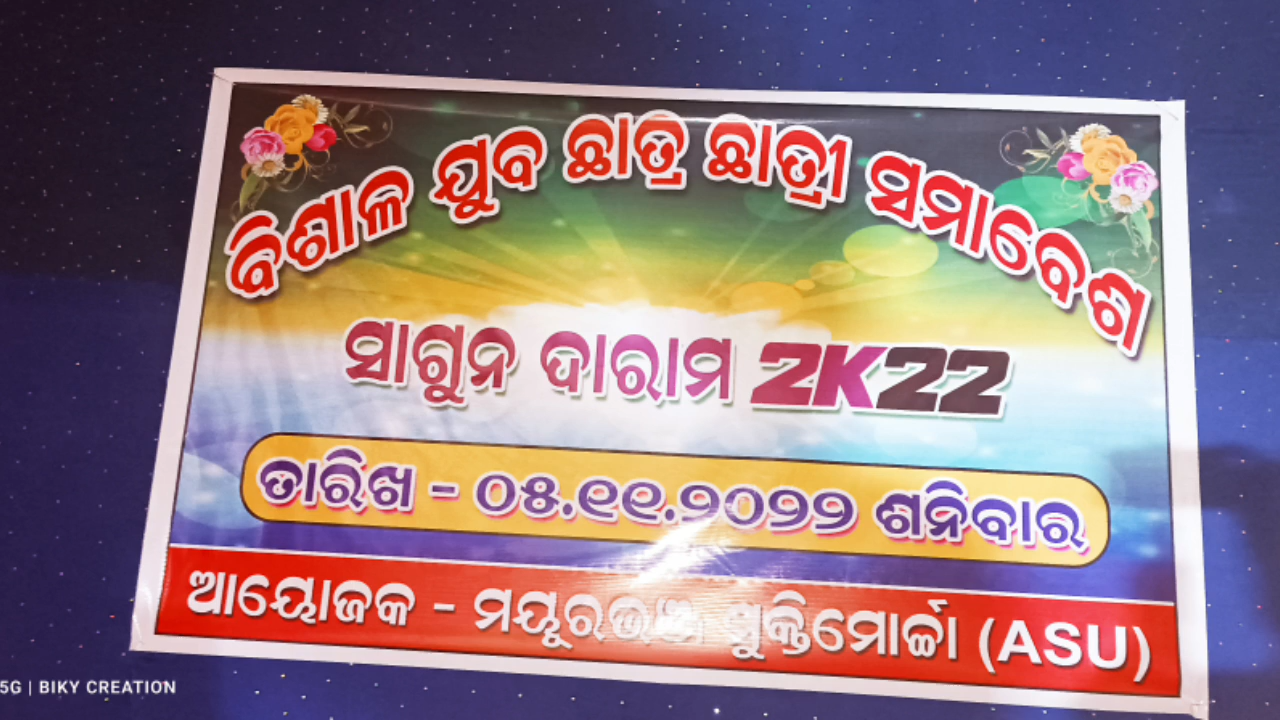 ବିଶାଳ ଯୁବ ଛାତ୍ର ଛାତ୍ରୀ ସମାବେଶ
ସାଗୁନ ଦାରାମ 2K22
ତାରିଖ - ୦୫.୧୧.୨୦୨୨ ଶନିବାର
ଆୟୋଜକ - ମୟୂରଭଞ୍ଜ ମୁକ୍ତିମୋର୍ଚ୍ଚା (ASU)
5G | BIKY CREATION